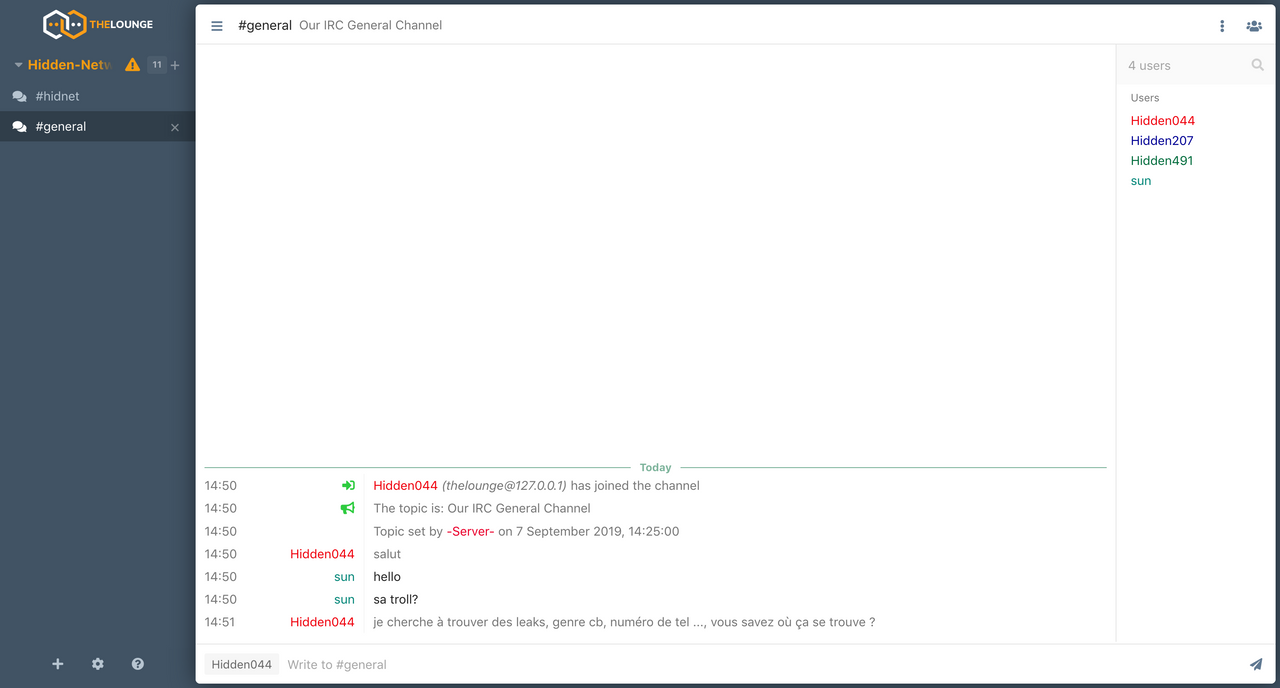 THELOUNGE
#general Our IRC General Channel
Hidden-Netw 11
#hidnet
#general
4 users
Users
Hidden044
Hidden207
Hidden491
sun
Today
14:50 Hidden044 (thelounge@127.0.0.1) has joined the channel
14:50 The topic is: Our IRC General Channel
14:50 Topic set by -Server- on 7 September 2019, 14:25:00
14:50 Hidden044 salut
14:50 sun hello
14:50 sun sa troll?
14:51 Hidden044 je cherche à trouver des leaks, genre cb, numéro de tel ..., vous savez où ça se trouve ?
Hidden044 Write to #general